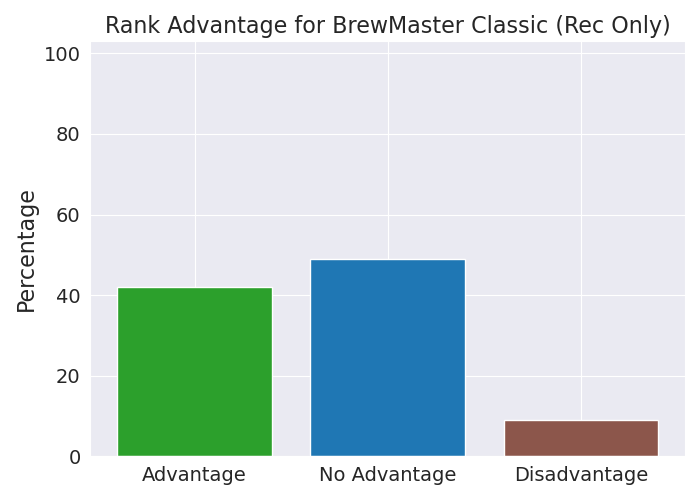 Rank Advantage for BrewMaster Classic (Rec Only)
100
80
60
40
20
0
Percentage
Advantage
No Advantage
Disadvantage